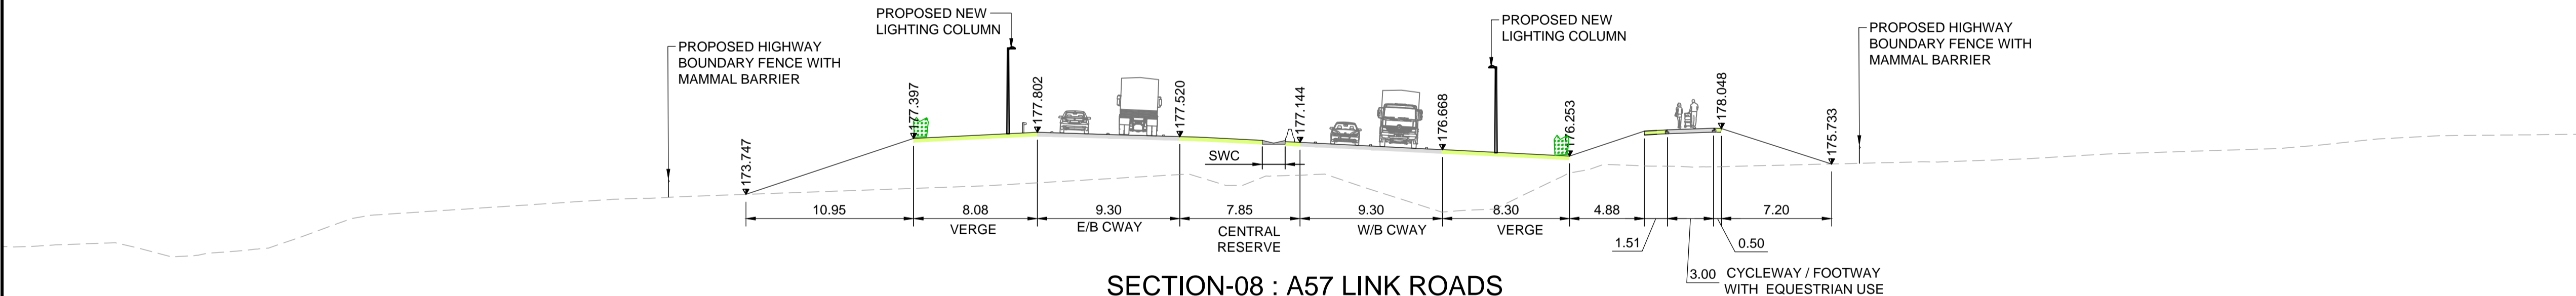 PROPOSED HIGHWAY
BOUNDARY FENCE WITH
MAMMAL BARRIER
PROPOSED NEW
LIGHTING COLUMN
PROPOSED NEW
LIGHTING COLUMN
PROPOSED HIGHWAY
BOUNDARY FENCE WITH
MAMMAL BARRIER
173.747
177.397
177.802
177.520
177.144
176.668
176.253
178.048
175.733
SWC
10.95
8.08
9.30
7.85
9.30
8.30
4.88
7.20
VERGE
E/B CWAY
CENTRAL
RESERVE
W/B CWAY
VERGE
1.51
0.50
3.00 CYCLEWAY / FOOTWAY
WITH EQUESTRIAN USE
SECTION-08 : A57 LINK ROADS